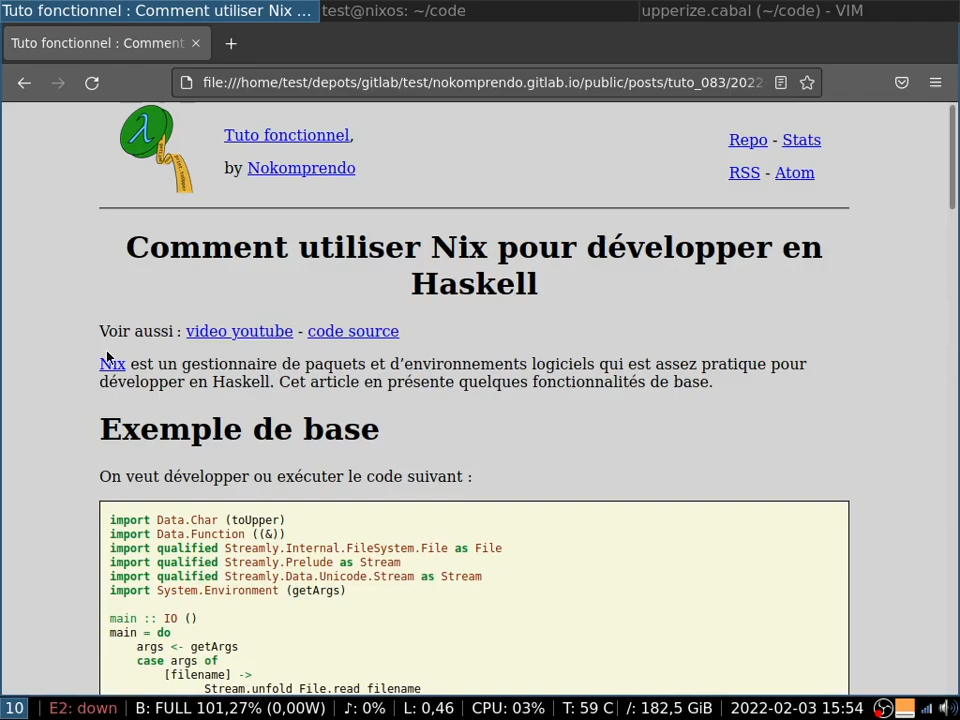 Tuto fonctionnel : Comment utiliser Nix ... test@nixos: ~/code upperize.cabal (~/code) - VIM
Tuto fonctionnel : Comment
file:///home/test/depots/gitlab/test/nokomprendo.gitlab.io/public/posts/tuto_083/2022
λ
Tuto fonctionnel,
Repo - Stats
by Nokomprendo
RSS - Atom
Comment utiliser Nix pour développer en
Haskell
Voir aussi : video youtube - code source
Nix est un gestionnaire de paquets et d’environnements logiciels qui est assez pratique pour
développer en Haskell. Cet article en présente quelques fonctionnalités de base.
Exemple de base
On veut développer ou exécuter le code suivant :
import Data.Char (toUpper)
import Data.Function ((&))
import qualified Streamly.Internal.FileSystem.File as File
import qualified Streamly.Prelude as Stream
import qualified Streamly.Data.Unicode.Stream as Stream
import System.Environment (getArgs)
main :: IO ()
main = do
    args <- getArgs
    case args of
        [filename] ->
            Stream.unfold File.read filename
10 | E2: down | B: FULL 101,27% (0,00W) | ♪: 0% | L: 0,46 | CPU: 03% | T: 59 C | /: 182,5 GiB | 2022-02-03 15:54